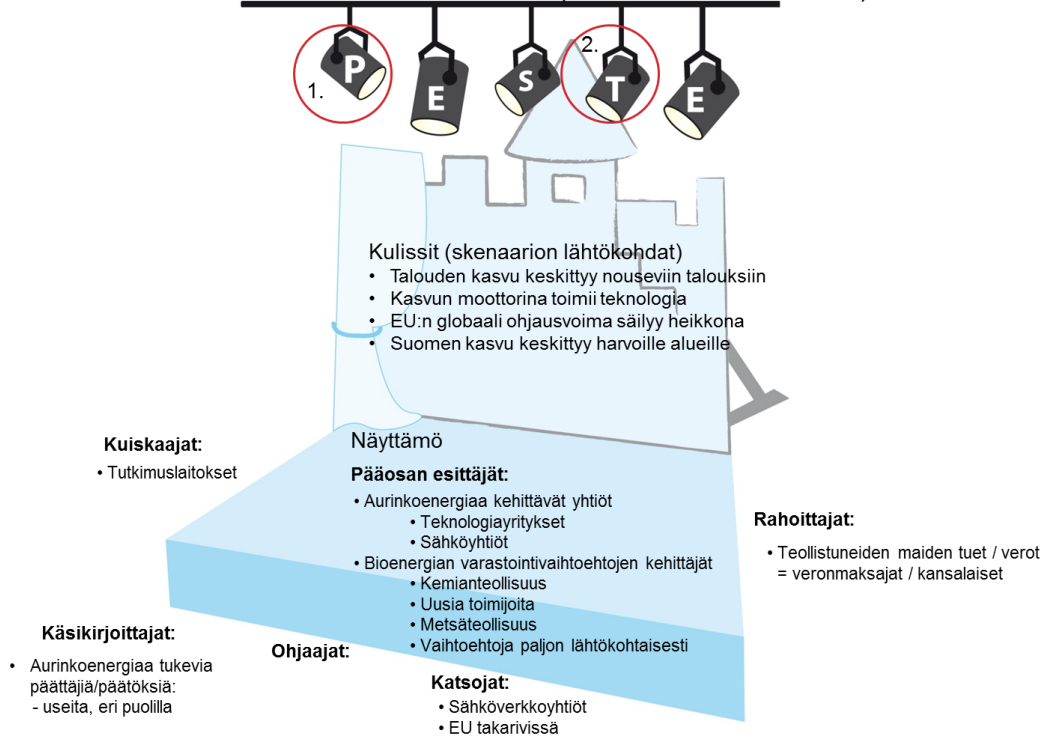 1.
2.
P
E
S
T
E
Kulissit (skenaarion lähtökohdat)
• Talouden kasvu keskittyy nouseviin talouksiin
• Kasvun moottorina toimii teknologia
• EU:n globaali ohjausvoima säilyy heikkona
• Suomen kasvu keskittyy harvoille alueille
Kuiskaajat:
• Tutkimuslaitokset
Näyttämö
Pääosan esittäjät:
• Aurinkoenergiaa kehittävät yhtiöt
• Teknologiayritykset
• Sähköyhtiöt
• Bioenergian varastointivaihtoehtojen kehittäjät
• Kemianteollisuus
• Uusia toimijoita
• Metsäteollisuus
• Vaihtoehtoja paljon lähtökohtaisesti
Rahoittajat:
• Teollistuneiden maiden tuet / verot
= veronmaksajat / kansalaiset
Käsikirjoittajat:
• Aurinkoenergiaa tukevia
päättäjiä/päätöksiä:
- useita, eri puolilla
Ohjaajat:
Katsojat:
• Sähköverkkoyhtiöt
• EU takarivissä